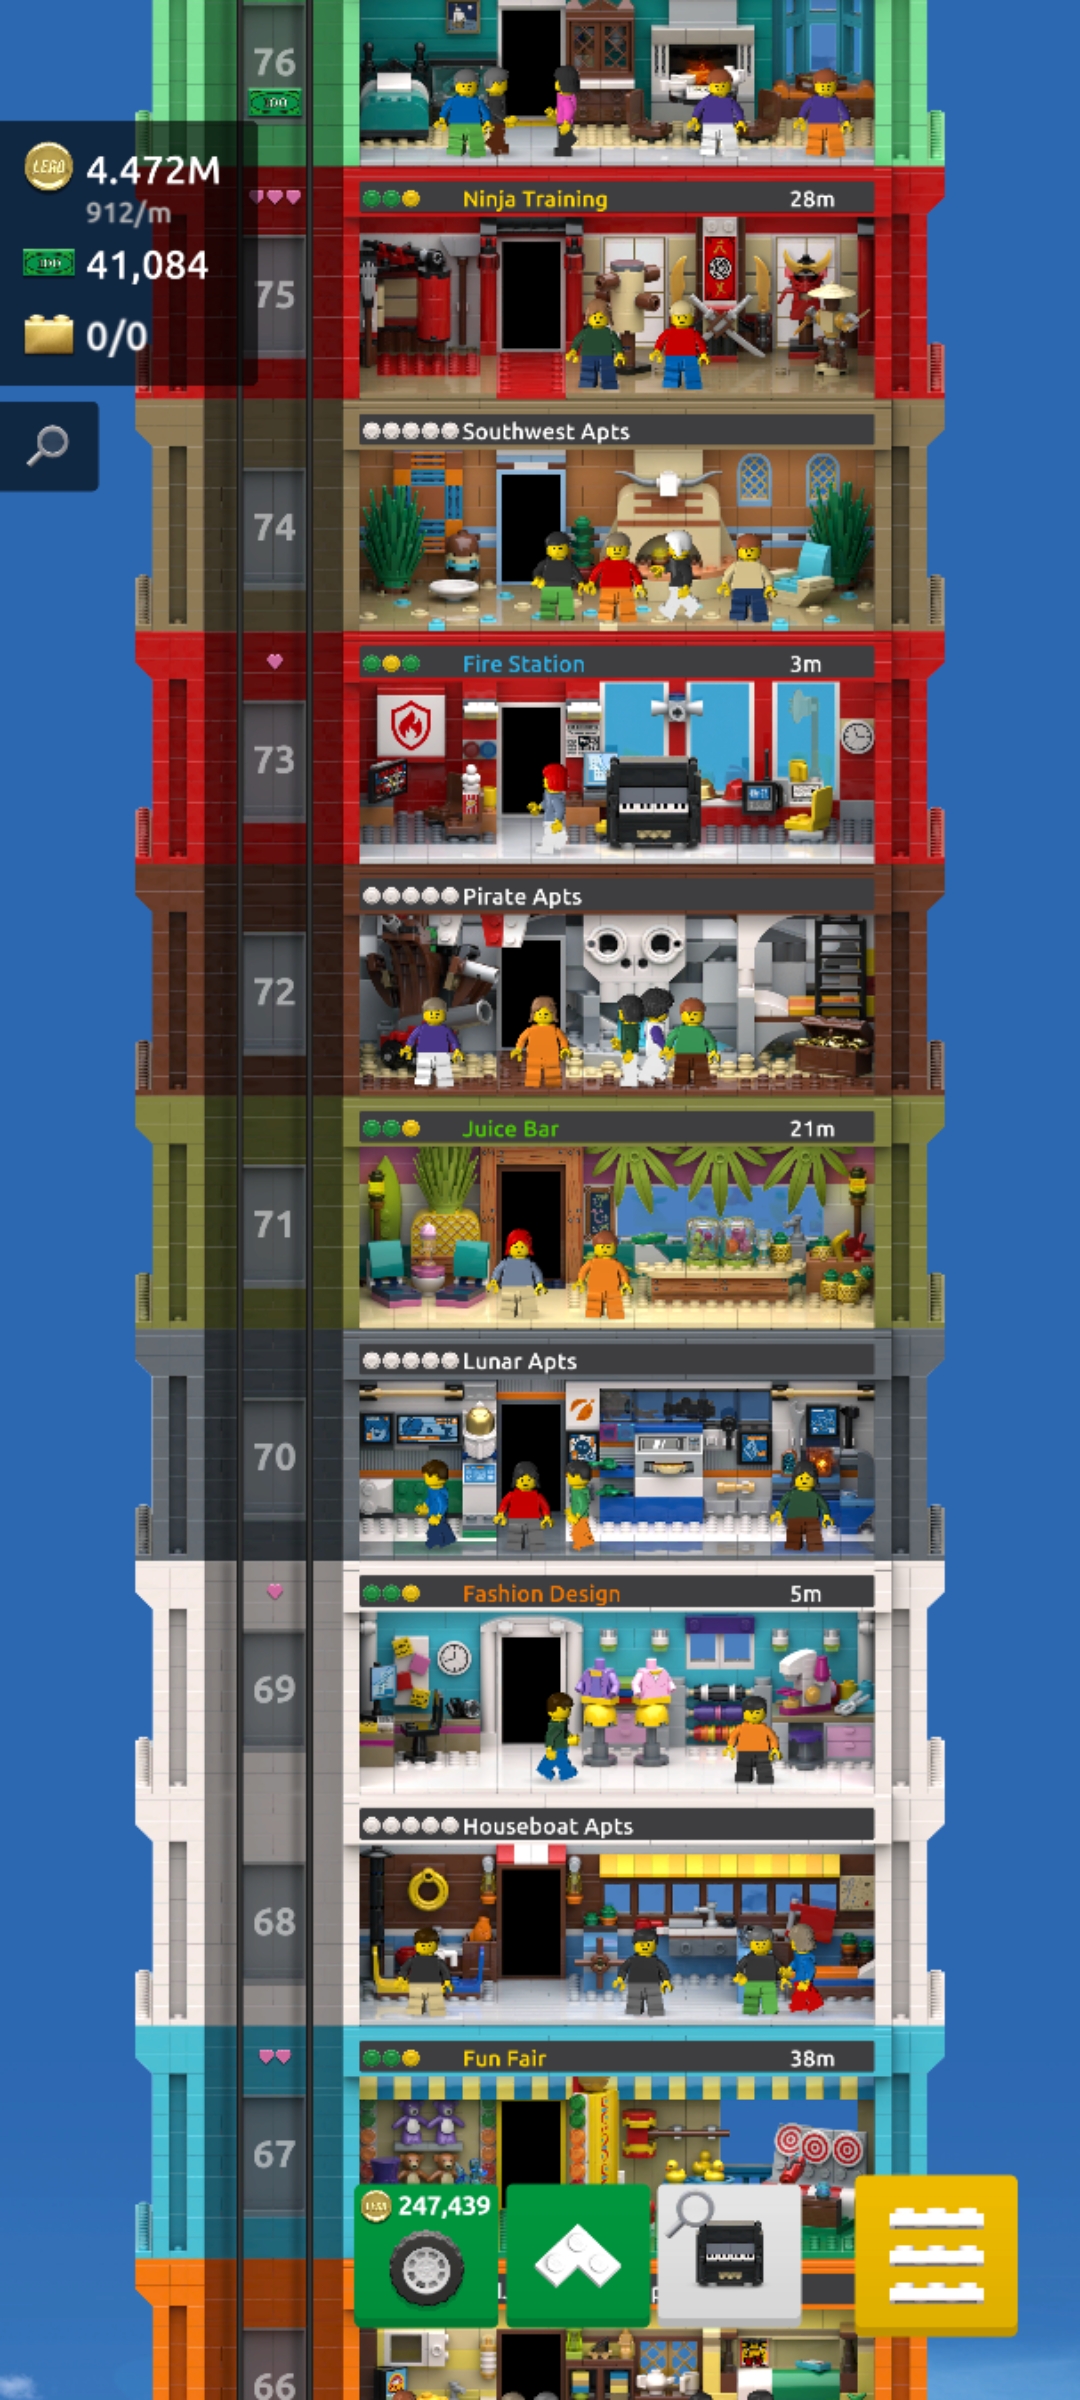 76
4.472M
912/m
41,084
0/0
Ninja Training 28m
75
Southwest Apts
74
Fire Station 3m
73
Pirate Apts
72
Juice Bar 21m
71
Lunar Apts
70
Fashion Design 5m
69
Houseboat Apts
68
Fun Fair 38m
67
247,439
66